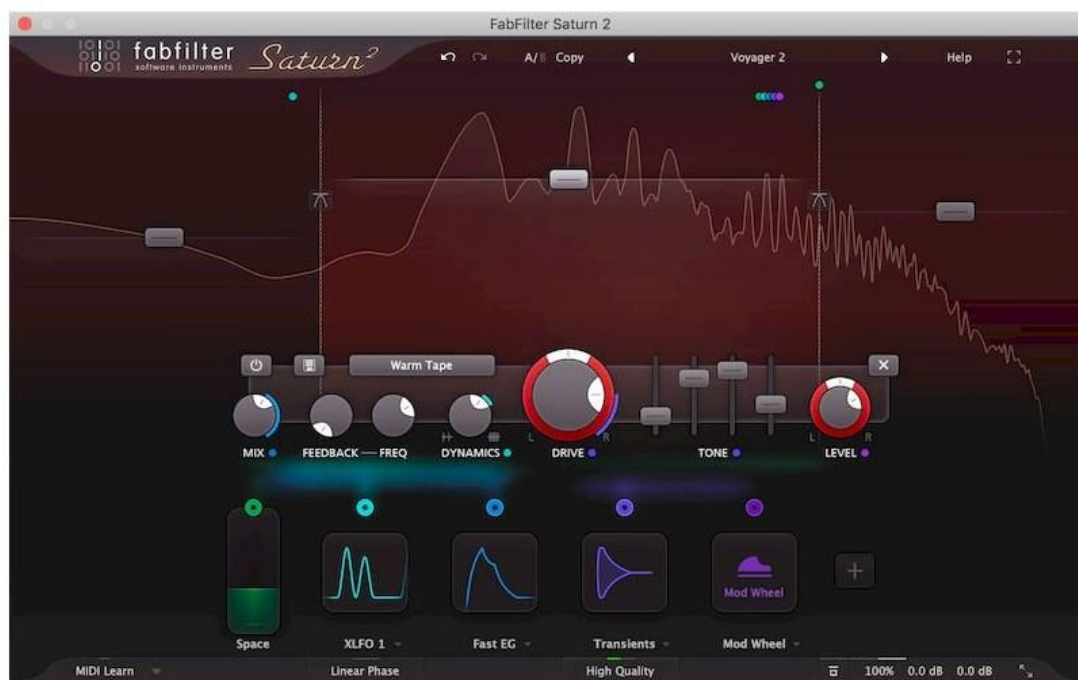 FabFilter Saturn 2
fabfilter
software instruments
Saturn 2
A/B Copy
Voyager 2
Help
Warm Tape
L R
L R
MIX FEEDBACK FREQ DYNAMICS DRIVE TONE LEVEL
Mod Wheel
Space XLFO 1 Fast EG Transients Mod Wheel
MIDI Learn Linear Phase High Quality 100% 0.0 dB 0.0 dB